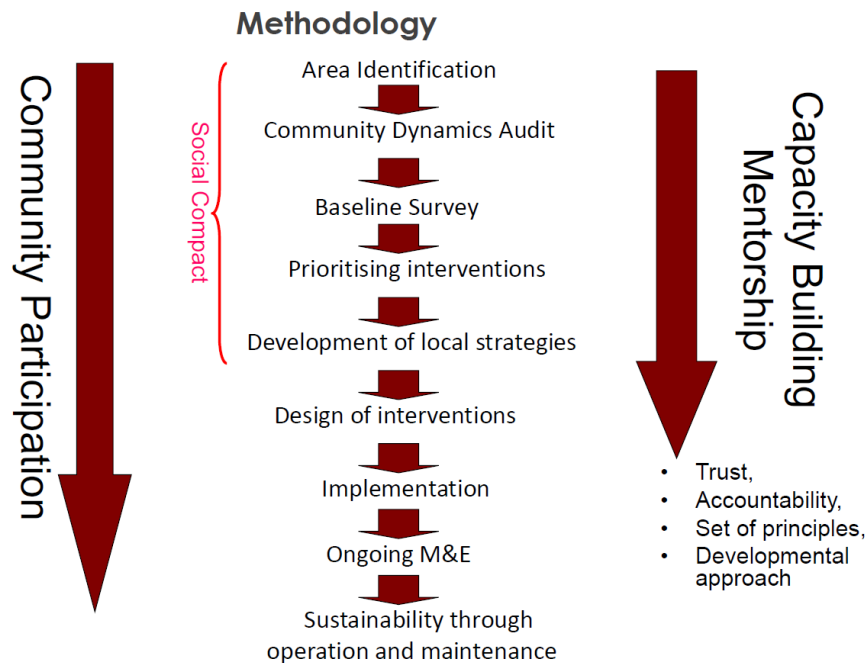 Methodology
Community Participation
Social Compact
Area Identification
Community Dynamics Audit
Baseline Survey
Prioritising interventions
Development of local strategies
Design of interventions
Implementation
Ongoing M&E
Sustainability through
operation and maintenance
Capacity Building
Mentorship
• Trust,
• Accountability,
• Set of principles,
• Developmental
approach